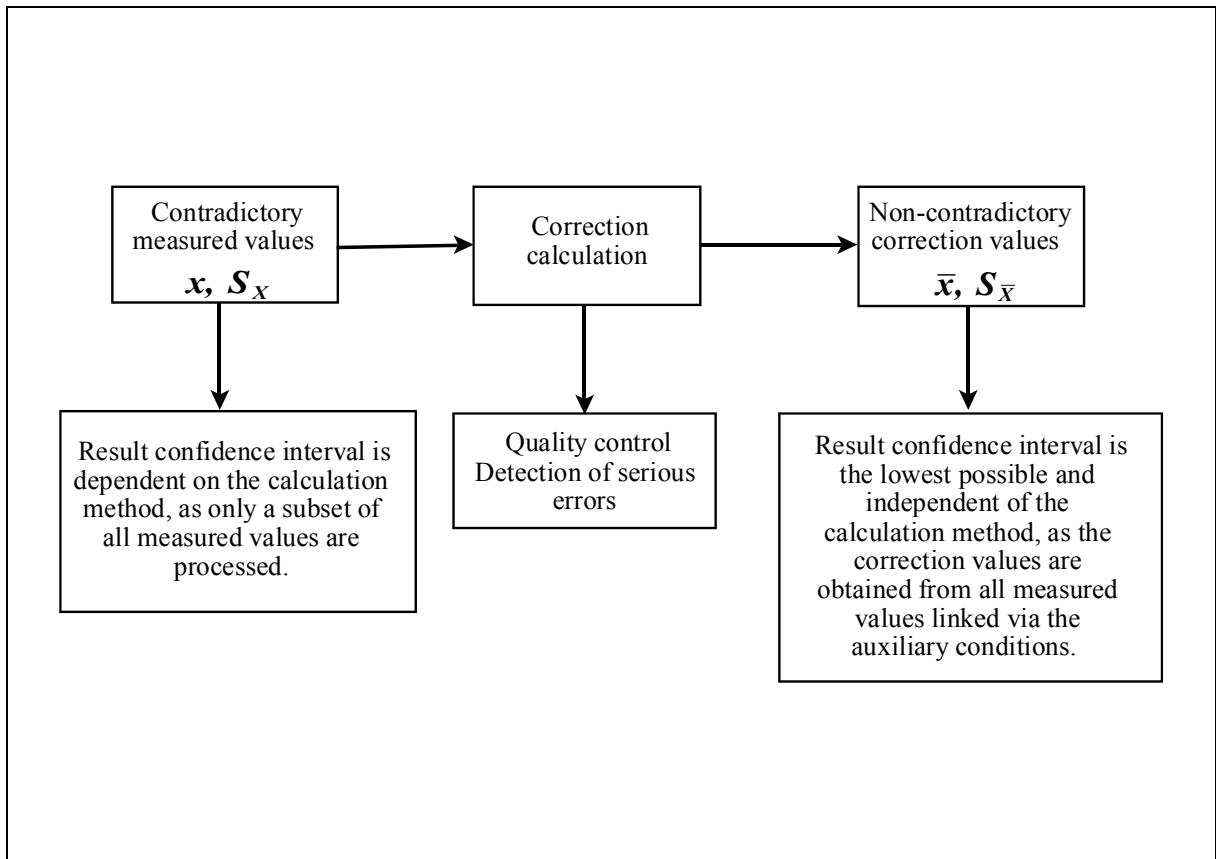 Contradictory
measured values
x, S_X
Correction
calculation
Non-contradictory
correction values
x̄, S_X̄
Result confidence interval is
dependent on the calculation
method, as only a subset of
all measured values are
processed.
Quality control
Detection of serious
errors
Result confidence interval is
the lowest possible and
independent of the
calculation method, as the
correction values are
obtained from all measured
values linked via the
auxiliary conditions.